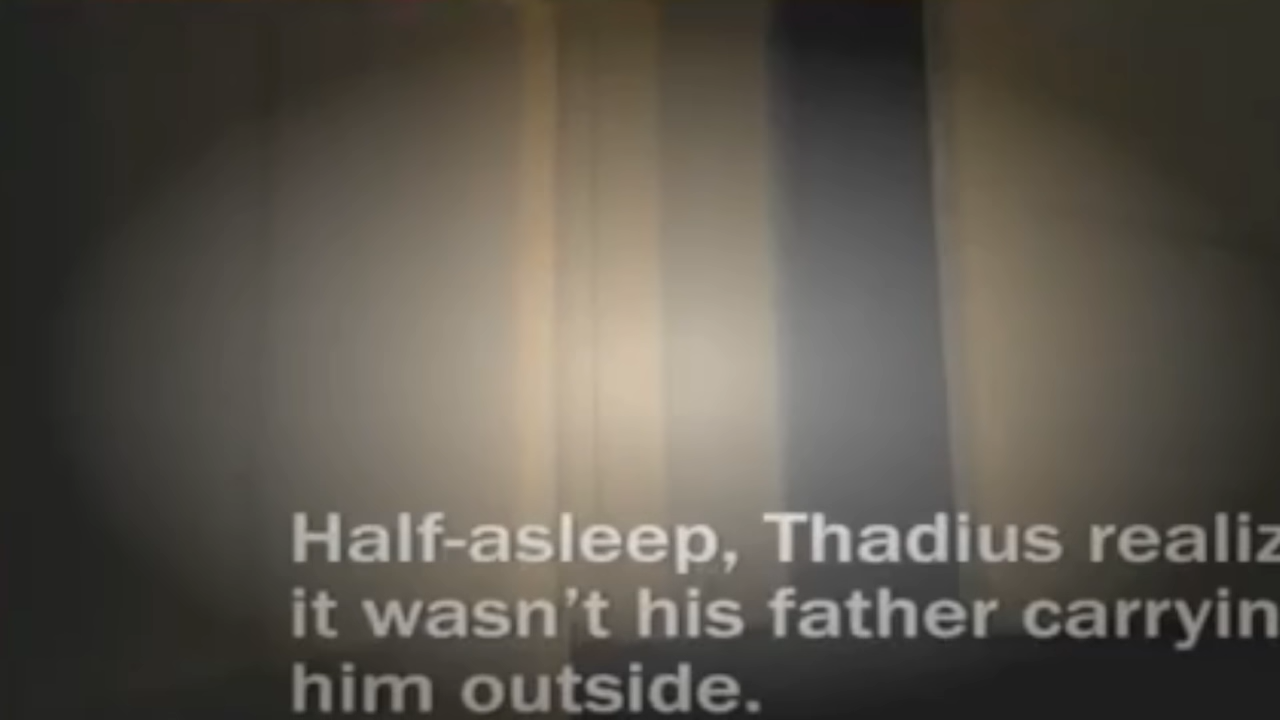 Half-asleep, Thadius realiz
it wasn't his father carryin
him outside.